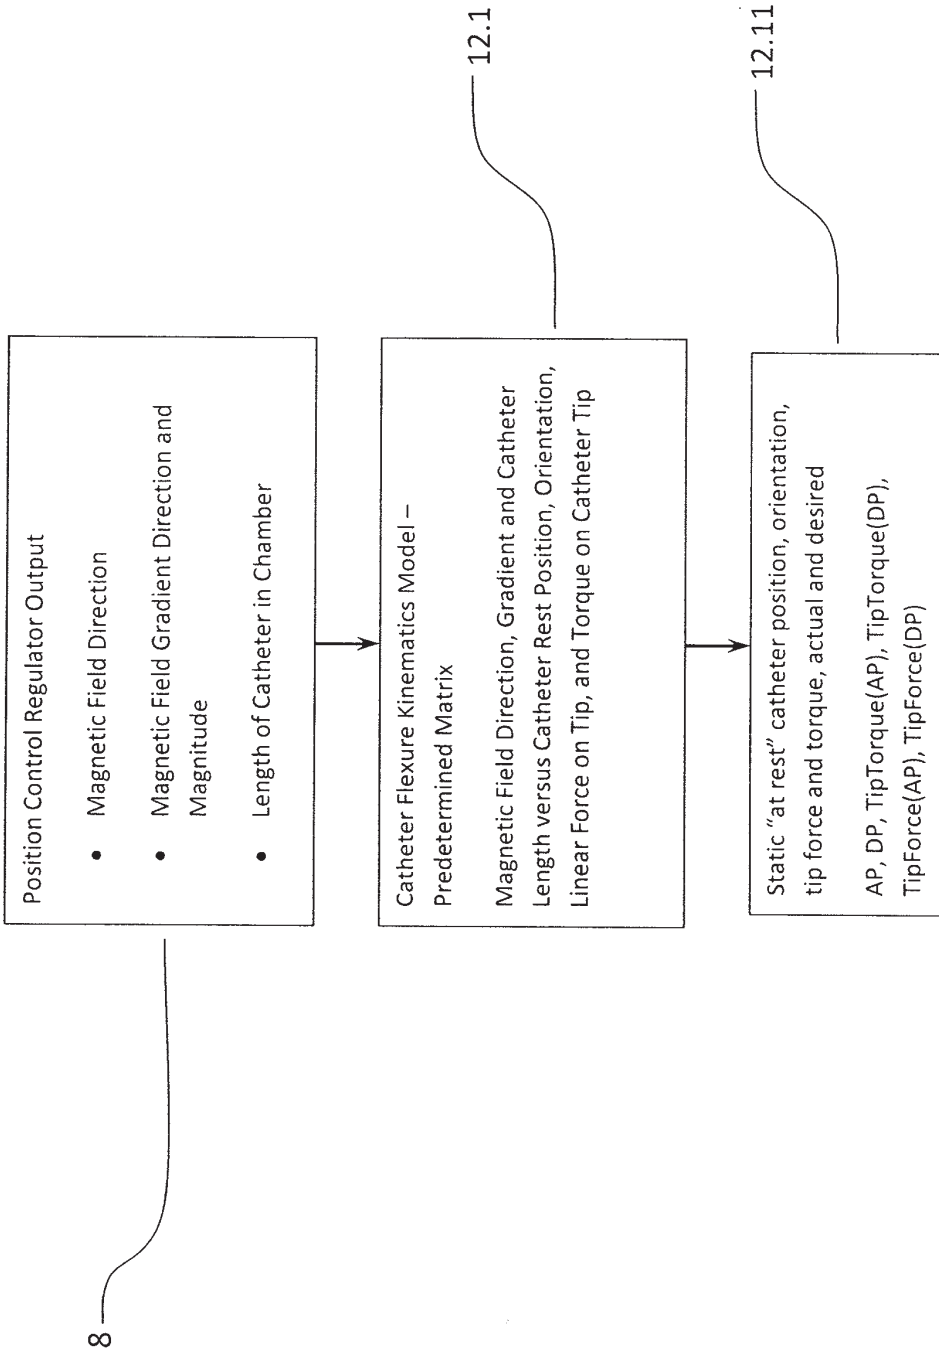 8
Position Control Regulator Output
• Magnetic Field Direction
• Magnetic Field Gradient Direction and
Magnitude
• Length of Catheter in Chamber
Catheter Flexure Kinematics Model –
Predetermined Matrix
Magnetic Field Direction, Gradient and Catheter
Length versus Catheter Rest Position, Orientation,
Linear Force on Tip, and Torque on Catheter Tip
12.1
Static “at rest” catheter position, orientation,
tip force and torque, actual and desired
AP, DP, TipTorque(AP), TipTorque(DP),
TipForce(AP), TipForce(DP)
12.11